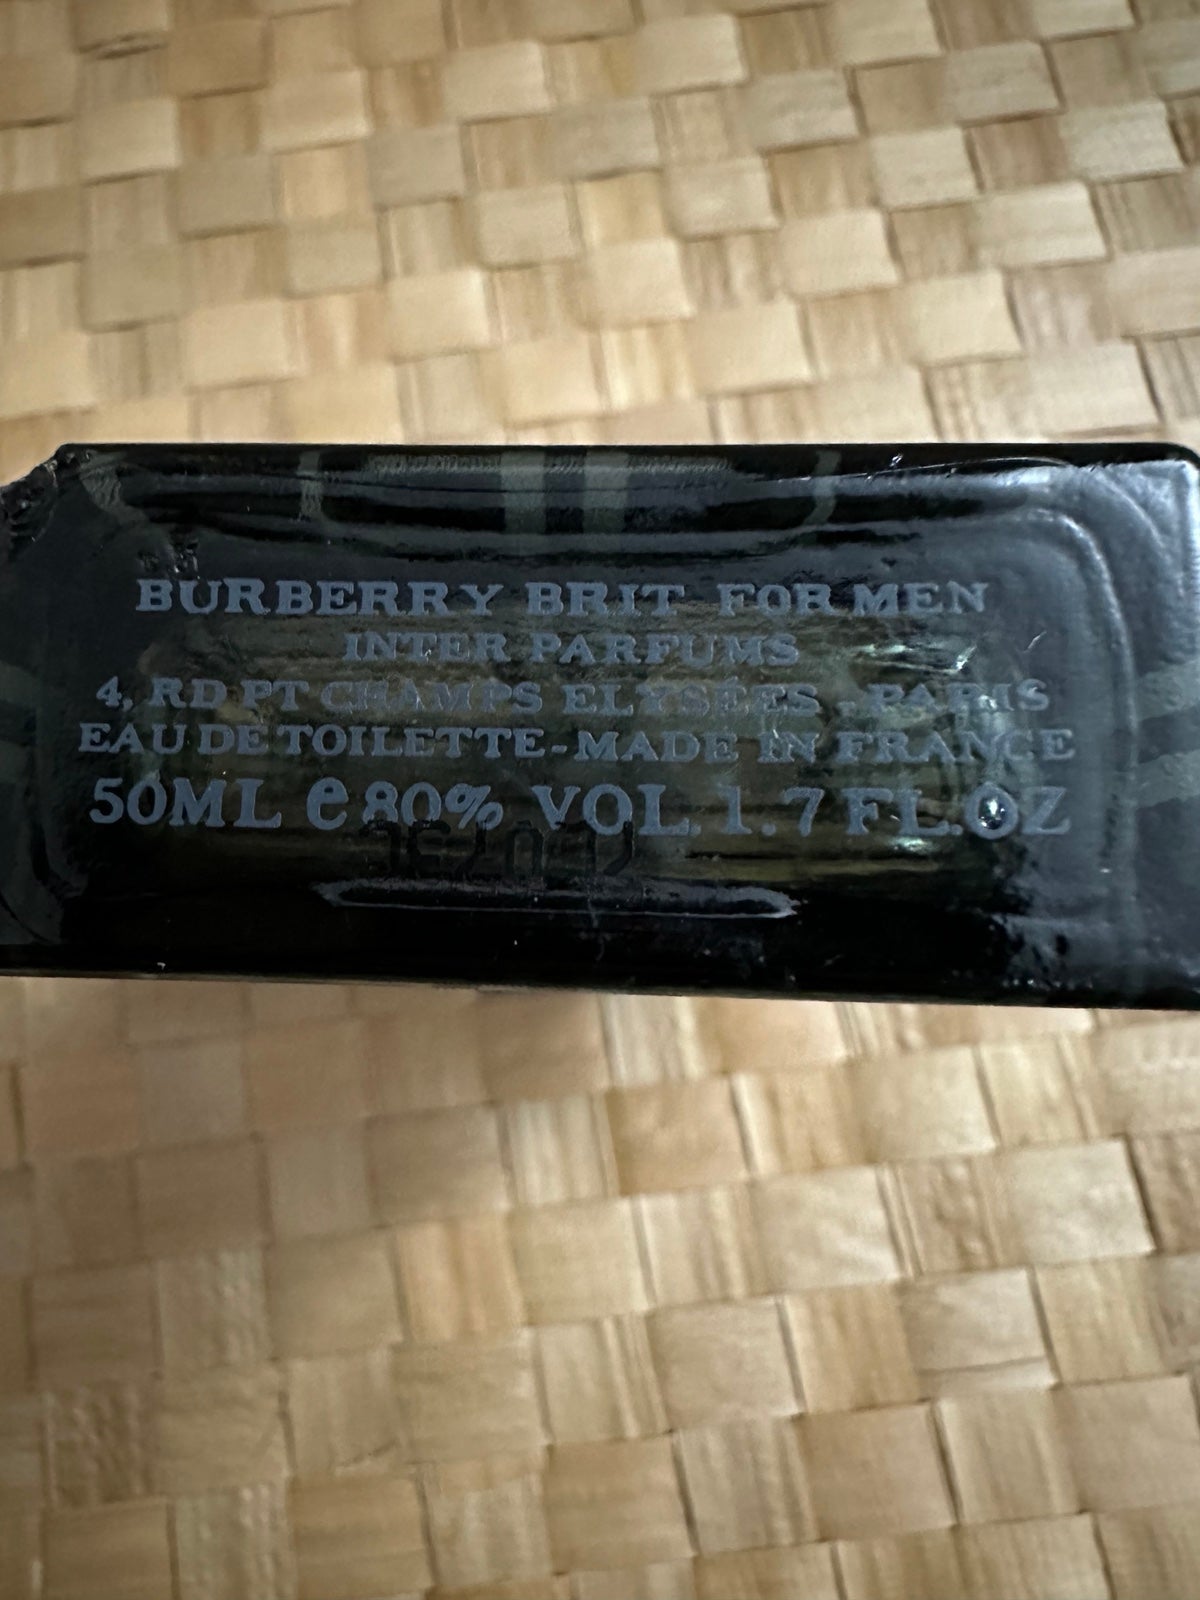 BURBERRY BRIT FOR MEN
INTER PARFUMS
4, RD PT CHAMPS ELYSÉES - PARIS
EAU DE TOILETTE - MADE IN FRANCE
50ML e 80% VOL. 1.7 FL.OZ